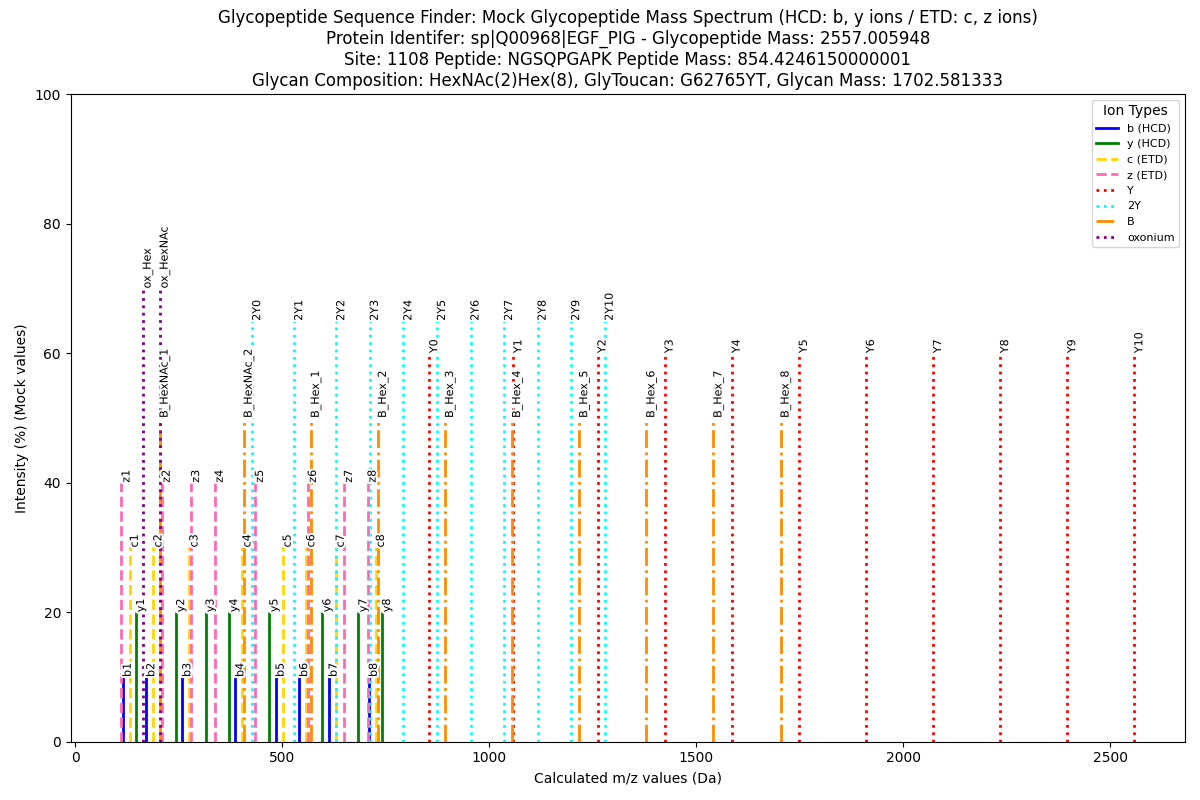 Glycopeptide Sequence Finder: Mock Glycopeptide Mass Spectrum (HCD: b, y ions / ETD: c, z ions)
Protein Identifer: sp|Q00968|EGF_PIG - Glycopeptide Mass: 2557.005948
Site: 1108 Peptide: NGSQPGAPK Peptide Mass: 854.4246150000001
Glycan Composition: HexNAc(2)Hex(8), GlyToucan: G62765YT, Glycan Mass: 1702.581333
Intensity (%) (Mock values)
100
80
60
40
20
0
Ion Types
b (HCD)
y (HCD)
c (ETD)
z (ETD)
Y
2Y
B
oxonium
ox_Hex
ox_HexNAc
2Y0
2Y1
2Y2
2Y3
2Y4
2Y5
2Y6
2Y7
2Y8
2Y9
2Y10
Y0
Y1
Y2
Y3
Y4
Y5
Y6
Y7
Y8
Y9
Y10
B_HexNAc_1
B_HexNAc_2
B_Hex_1
B_Hex_2
B_Hex_3
B_Hex_4
B_Hex_5
B_Hex_6
B_Hex_7
B_Hex_8
z1
z2
z3
z4
z5
z6
z7
z8
c1
c2
c3
c4
c5
c6
c7
c8
y1
y2
y3
y4
y5
y6
y7
y8
b1
b2
b3
b4
b5
b6
b7
b8
0
500
1000
1500
2000
2500
Calculated m/z values (Da)